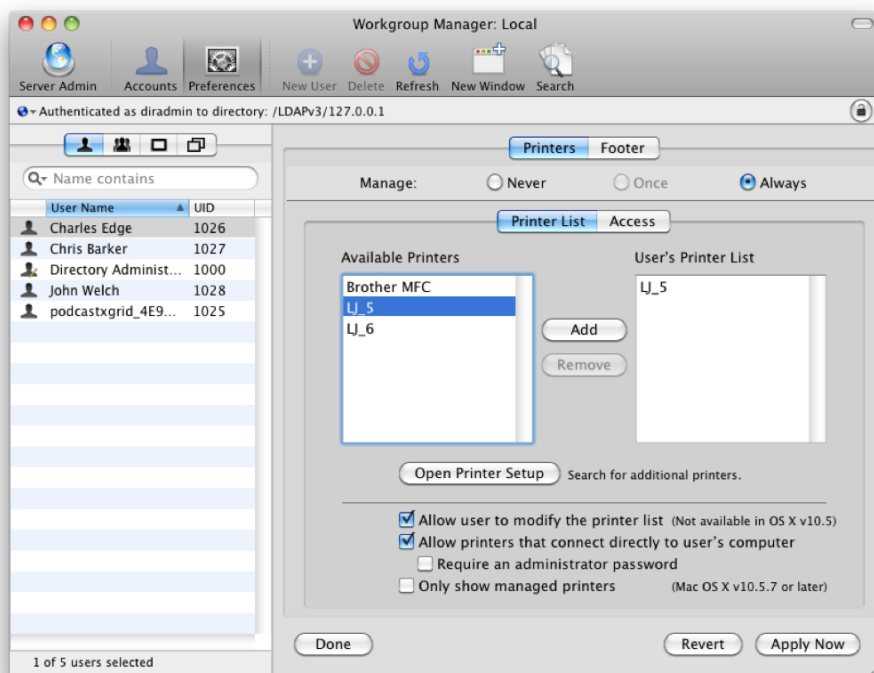 Workgroup Manager: Local
Server Admin Accounts Preferences New User Delete Refresh New Window Search
Authenticated as diradmin to directory: /LDAPv3/127.0.0.1
Name contains
User Name UID
Charles Edge 1026
Chris Barker 1027
Directory Administ... 1000
John Welch 1028
podcastxgrid_4E9... 1025
1 of 5 users selected
Printers Footer
Manage: Never Once Always
Printer List Access
Available Printers
Brother MFC
LJ_5
LJ_6
Add
Remove
User's Printer List
LJ_5
Open Printer Setup Search for additional printers.
Allow user to modify the printer list (Not available in OS X v10.5)
Allow printers that connect directly to user's computer
Require an administrator password
Only show managed printers (Mac OS X v10.5.7 or later)
Done Revert Apply Now